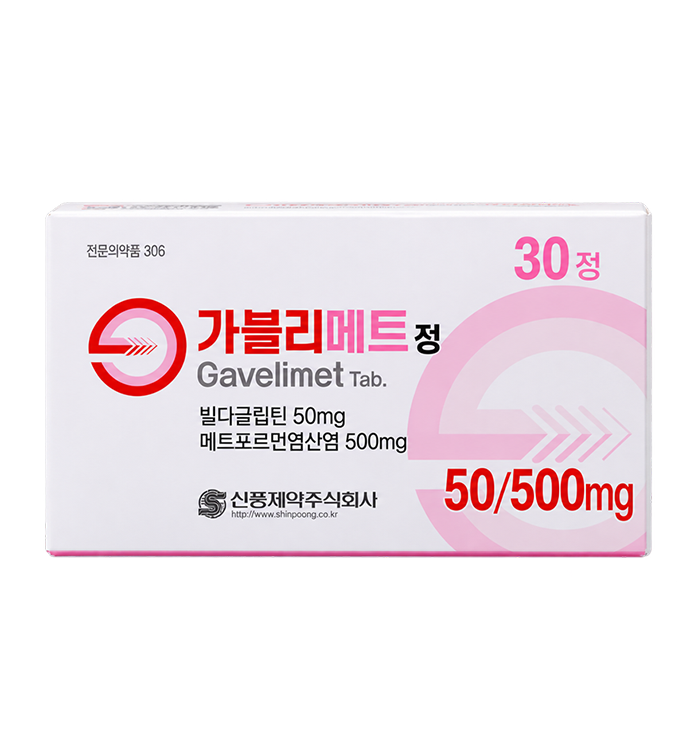 전문의약품 306
30 정
가블리메트 정
Gavelimet Tab.
빌다글립틴 50mg
메트포르먼염산염 500mg
50/500mg
신풍제약주식회사
http://www.shinpoong.co.kr